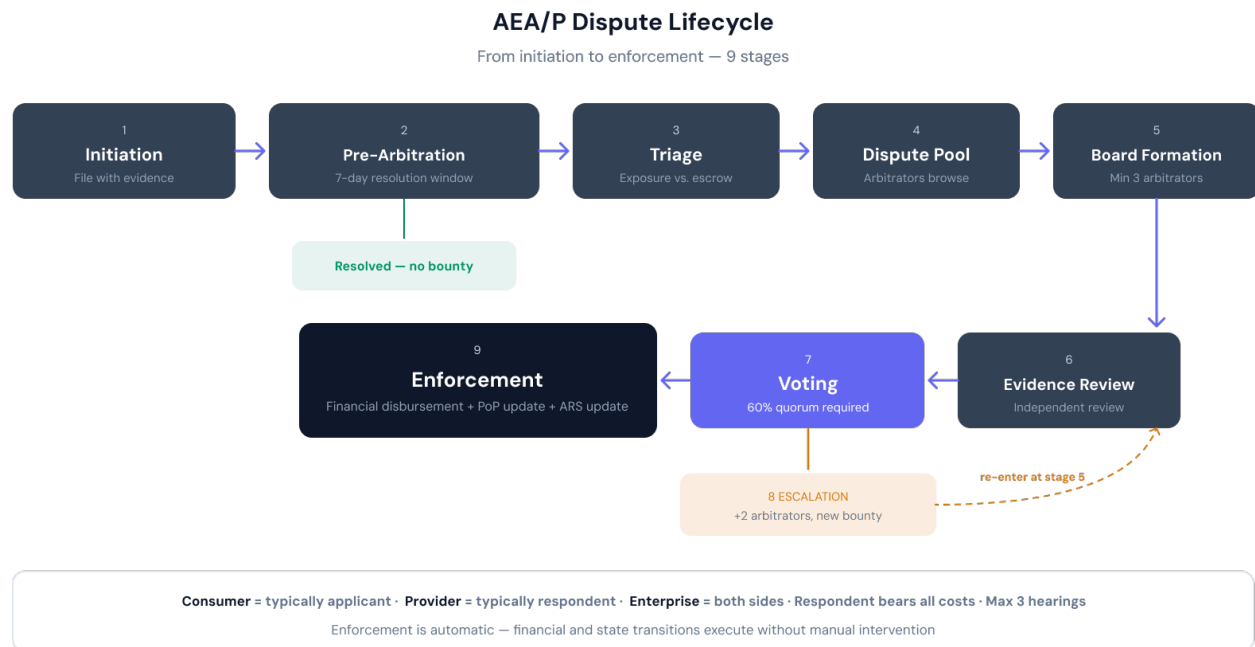 AEA/P Dispute Lifecycle
From initiation to enforcement — 9 stages
1
Initiation
File with evidence
2
Pre-Arbitration
7-day resolution window
3
Triage
Exposure vs. escrow
4
Dispute Pool
Arbitrators browse
5
Board Formation
Min 3 arbitrators
Resolved — no bounty
6
Evidence Review
Independent review
7
Voting
60% quorum required
9
Enforcement
Financial disbursement + PoP update + ARS update
8 ESCALATION
+2 arbitrators, new bounty
re-enter at stage 5
Consumer = typically applicant · Provider = typically respondent · Enterprise = both sides · Respondent bears all costs · Max 3 hearings
Enforcement is automatic — financial and state transitions execute without manual intervention